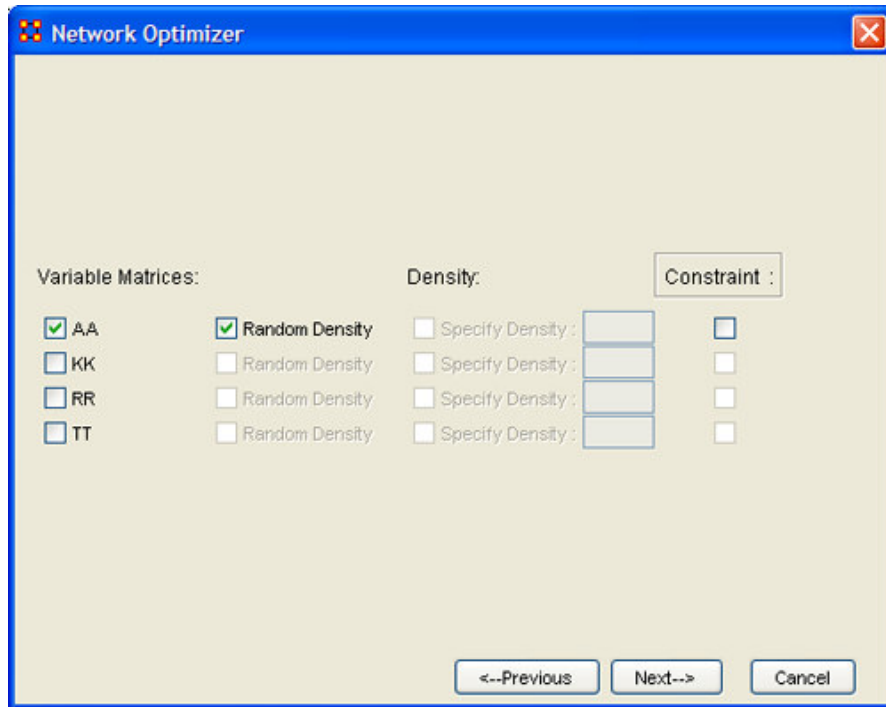 Network Optimizer
Variable Matrices: Density: Constraint :
AA Random Density Specify Density :
KK Random Density Specify Density :
RR Random Density Specify Density :
TT Random Density Specify Density :
<--Previous Next--> Cancel